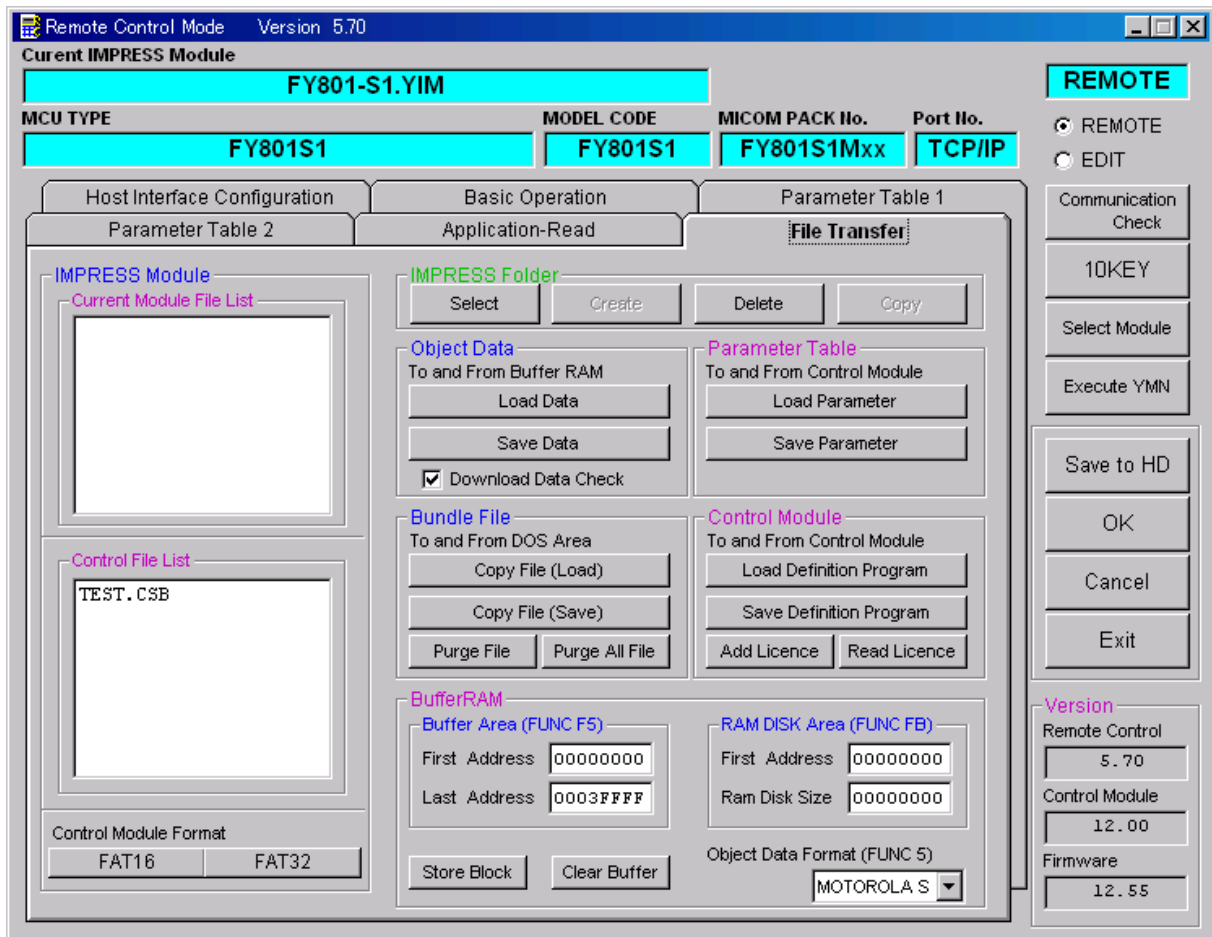 Remote Control Mode Version 5.70
Curent IMPRESS Module
FY801-S1.YIM
REMOTE
MCU TYPE
MODEL CODE
MICOM PACK No.
Port No.
FY801S1
FY801S1
FY801S1Mxx
TCP/IP
REMOTE
EDIT
Host Interface Configuration
Basic Operation
Parameter Table 1
Parameter Table 2
Application-Read
File Transfer
IMPRESS Module
Current Module File List
Control File List
TEST.CSB
Control Module Format
FAT16
FAT32
IMPRESS Folder
Select
Create
Delete
Copy
Object Data
To and From Buffer RAM
Load Data
Save Data
Download Data Check
Parameter Table
To and From Control Module
Load Parameter
Save Parameter
Bundle File
To and From DOS Area
Copy File (Load)
Copy File (Save)
Purge File
Purge All File
Control Module
To and From Control Module
Load Definition Program
Save Definition Program
Add Licence
Read Licence
BufferRAM
Buffer Area (FUNC F5)
First Address 00000000
Last Address 0003FFFF
RAM DISK Area (FUNC FB)
First Address 00000000
Ram Disk Size 00000000
Store Block
Clear Buffer
Object Data Format (FUNC 5)
MOTOROLA S
Communication
Check
10KEY
Select Module
Execute YMN
Save to HD
OK
Cancel
Exit
Version
Remote Control
5.70
Control Module
12.00
Firmware
12.55